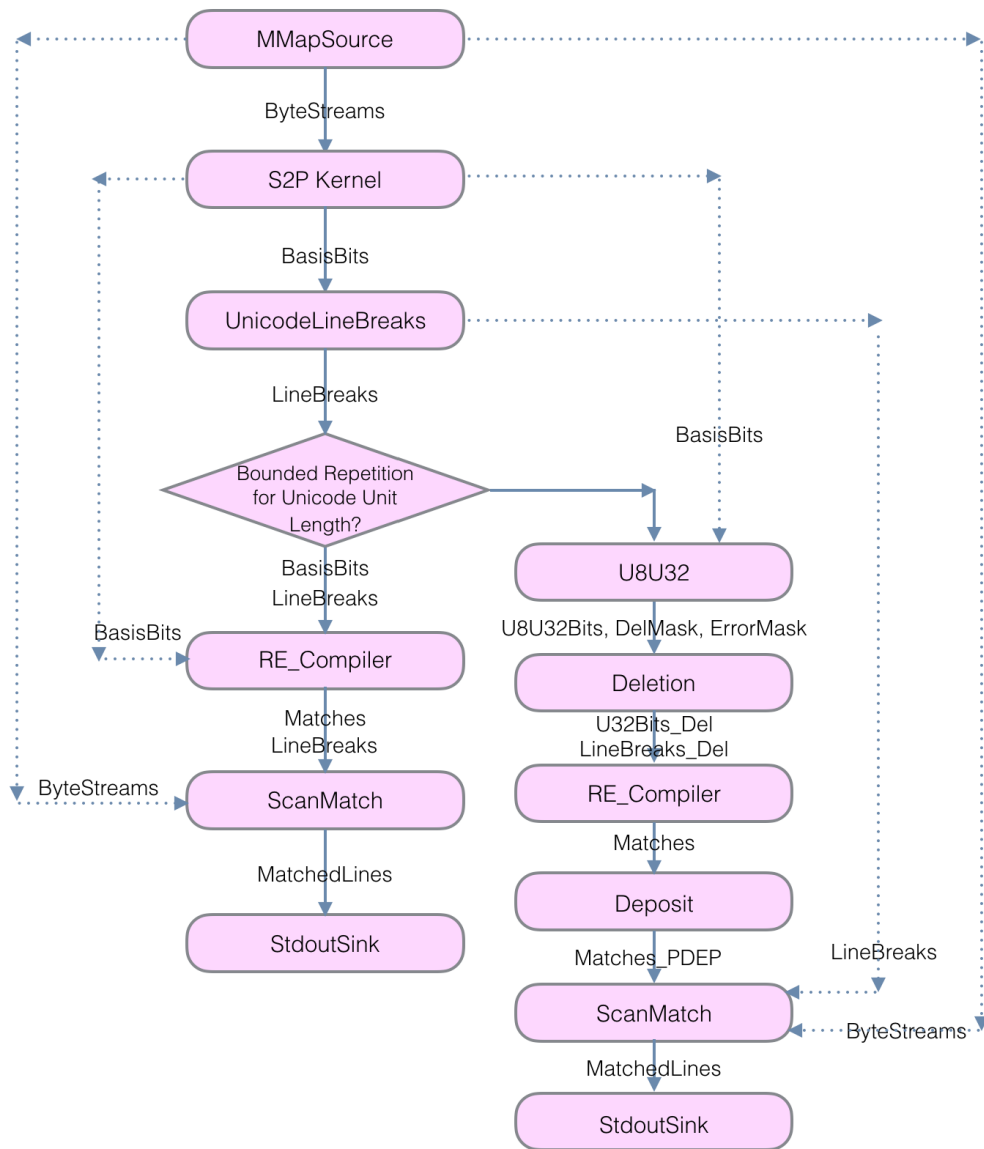 MMapSource
ByteStreams
S2P Kernel
BasisBits
UnicodeLineBreaks
LineBreaks
BasisBits
Bounded Repetition
for Unicode Unit
Length?
BasisBits
LineBreaks
U8U32
U8U32Bits, DelMask, ErrorMask
BasisBits
RE_Compiler
Deletion
Matches
LineBreaks
U32Bits_Del
LineBreaks_Del
ByteStreams
ScanMatch
RE_Compiler
Matches
MatchedLines
Deposit
StdoutSink
Matches_PDEP
LineBreaks
ScanMatch
ByteStreams
MatchedLines
StdoutSink